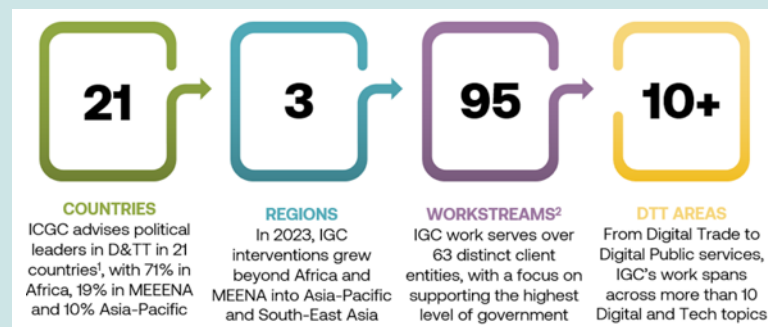 21
3
95
10+
COUNTRIES
ICGC advises political
leaders in D&TT in 21
countries¹, with 71% in
Africa, 19% in MEEENA
and 10% Asia-Pacific
REGIONS
In 2023, IGC
interventions grew
beyond Africa and
MEENA into Asia-Pacific
and South-East Asia
WORKSTREAMS²
IGC work serves over
63 distinct client
entities, with a focus on
supporting the highest
level of government
DTT AREAS
From Digital Trade to
Digital Public services,
IGC's work spans
across more than 10
Digital and Tech topics